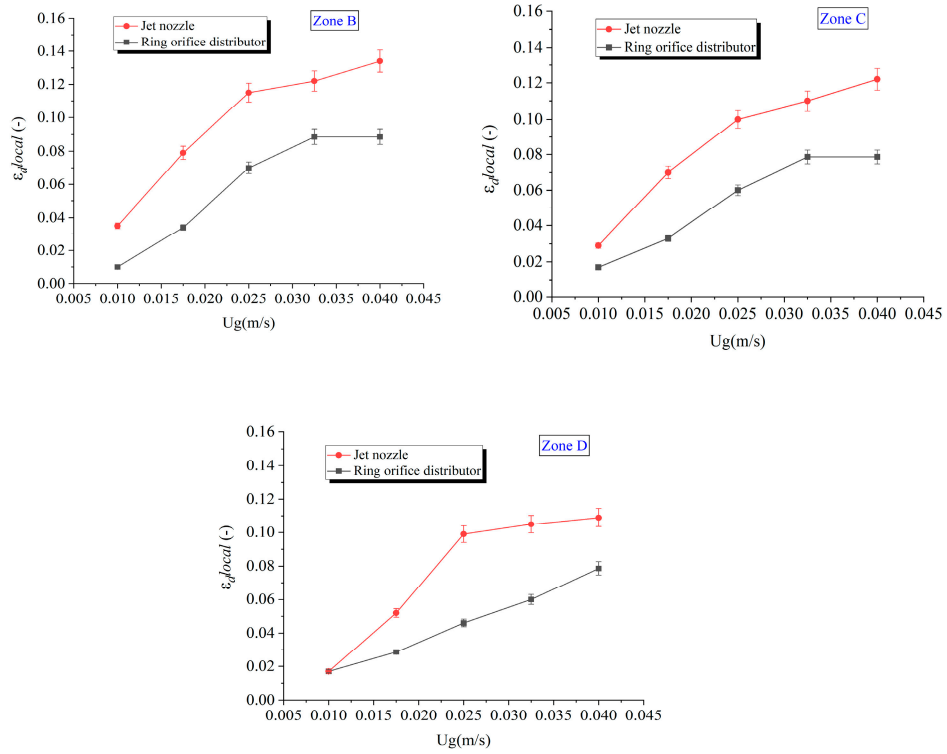 Zone B
Jet nozzle
Ring orifice distributor
0.16
0.14
0.12
0.10
0.08
0.06
0.04
0.02
0.00
εdlocal (-)
0.005 0.010 0.015 0.020 0.025 0.030 0.035 0.040 0.045
Ug(m/s)
Zone C
Jet nozzle
Ring orifice distributor
0.16
0.14
0.12
0.10
0.08
0.06
0.04
0.02
0.00
εdlocal (-)
0.005 0.010 0.015 0.020 0.025 0.030 0.035 0.040 0.045
Ug(m/s)
Zone D
Jet nozzle
Ring orifice distributor
0.16
0.14
0.12
0.10
0.08
0.06
0.04
0.02
0.00
εdlocal (-)
0.005 0.010 0.015 0.020 0.025 0.030 0.035 0.040 0.045
Ug(m/s)